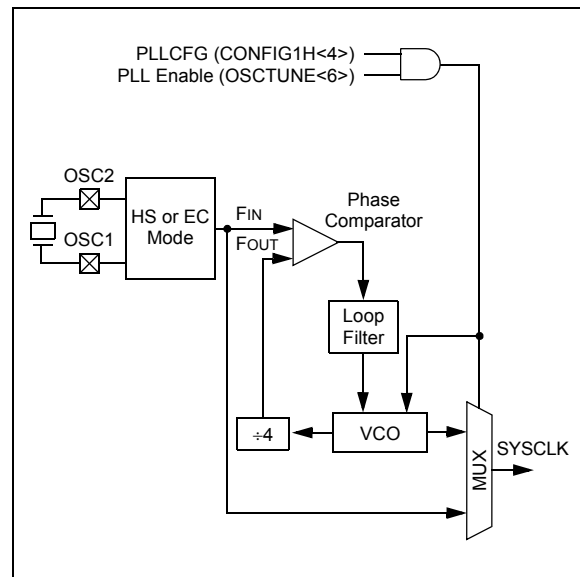 PLLCFG (CONFIG1H<4>)
PLL Enable (OSCTUNE<6>)
OSC2
OSC1
HS or EC
Mode
FIN
FOUT
Phase
Comparator
Loop
Filter
÷4
VCO
MUX
SYSCLK